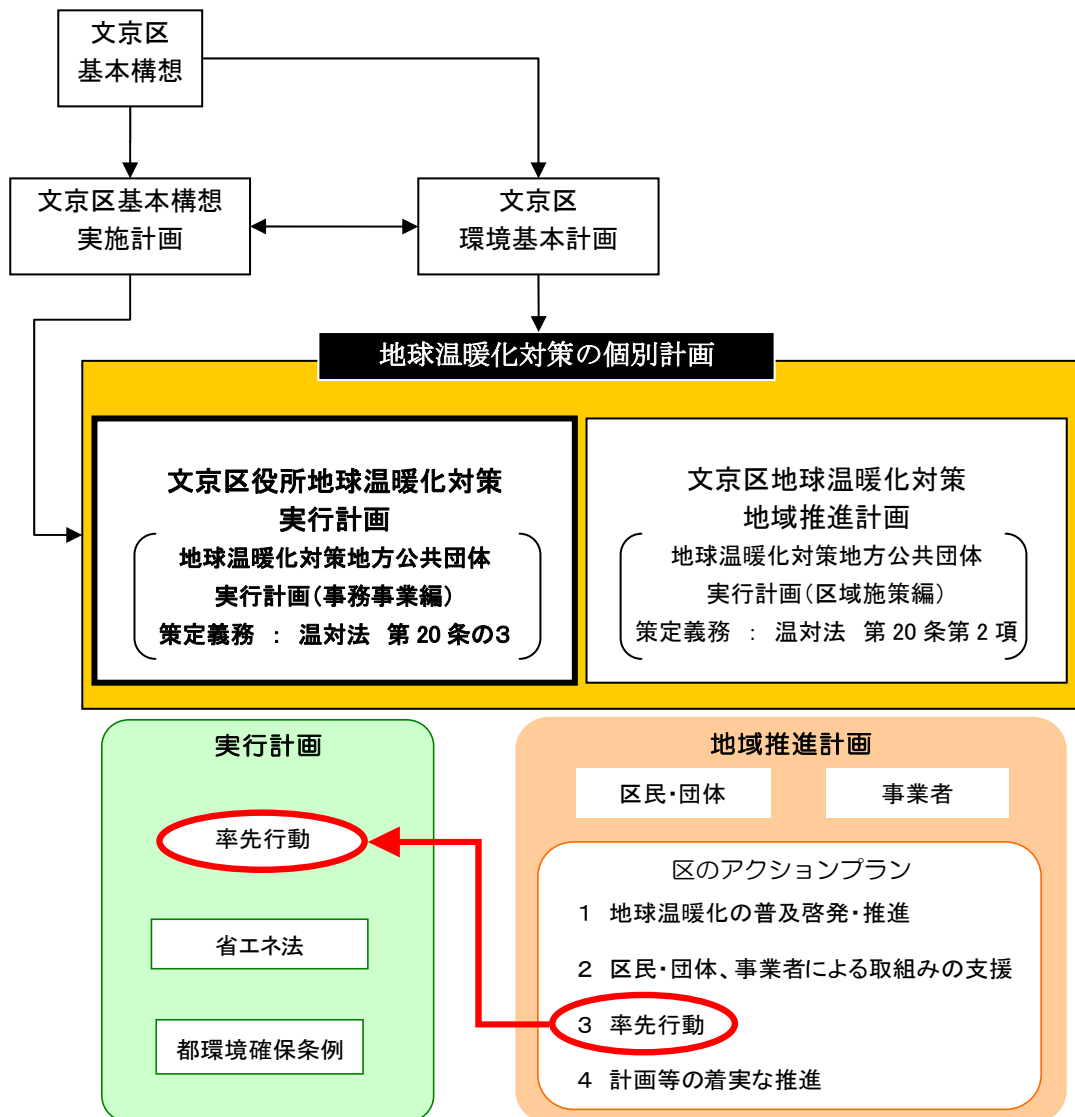 文京区
基本構想
文京区基本構想
実施計画
文京区
環境基本計画
地球温暖化対策の個別計画
文京区役所地球温暖化対策
実行計画
地球温暖化対策地方公共団体
実行計画(事務事業編)
策定義務 : 温対法 第20条の3
文京区地球温暖化対策
地域推進計画
地球温暖化対策地方公共団体
実行計画(区域施策編)
策定義務 : 温対法 第20条第2項
実行計画
率先行動
省エネ法
都環境確保条例
地域推進計画
区民・団体
事業者
区のアクションプラン
1 地球温暖化の普及啓発・推進
2 区民・団体、事業者による取組みの支援
3 率先行動
4 計画等の着実な推進